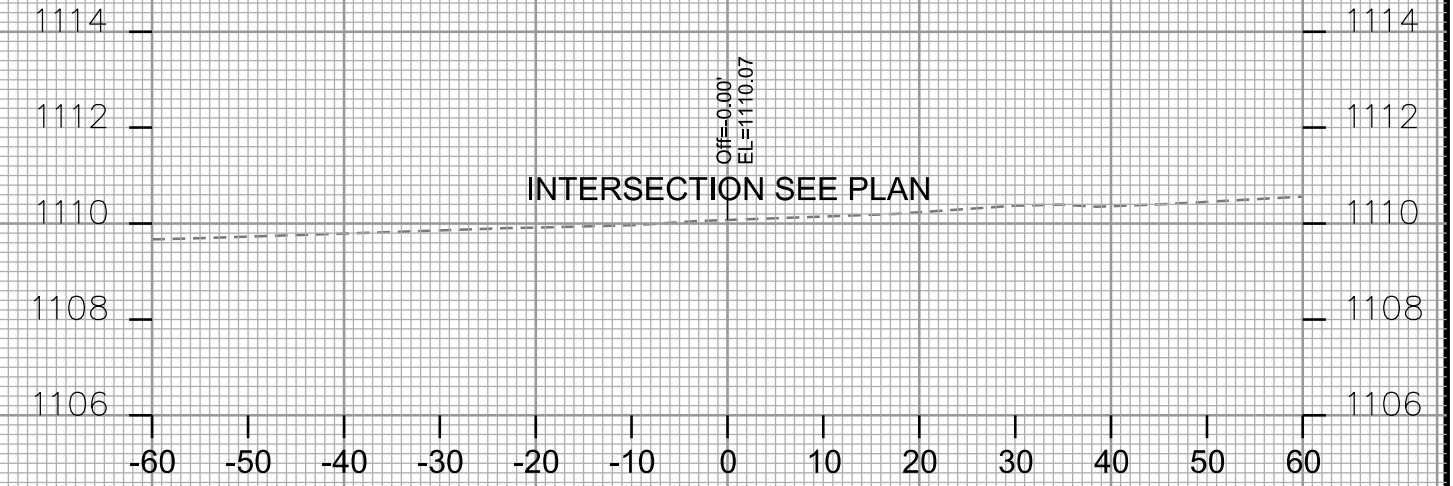 1114 1114
Off=-0.00'
EL=1110.07
1112 1112
INTERSECTION SEE PLAN
1110 1110
1108 1108
1106 1106
-60 -50 -40 -30 -20 -10 0 10 20 30 40 50 60